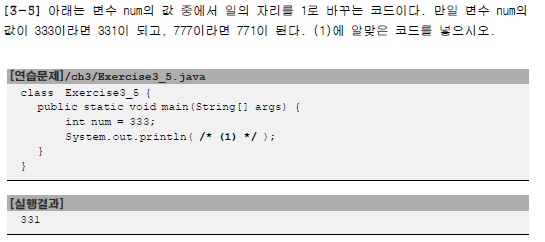 [3-5] 아래는 변수 num의 값 중에서 일의 자리를 1로 바꾸는 코드이다. 만일 변수 num의
값이 333이라면 331이 되고, 777이라면 771이 된다. (1)에 알맞은 코드를 넣으시오.
[연습문제]/ch3/Exercise3_5.java
class Exercise3_5 {
public static void main(String[] args) {
int num = 333;
System.out.println( /* (1) */ );
}
}
[실행결과]
331